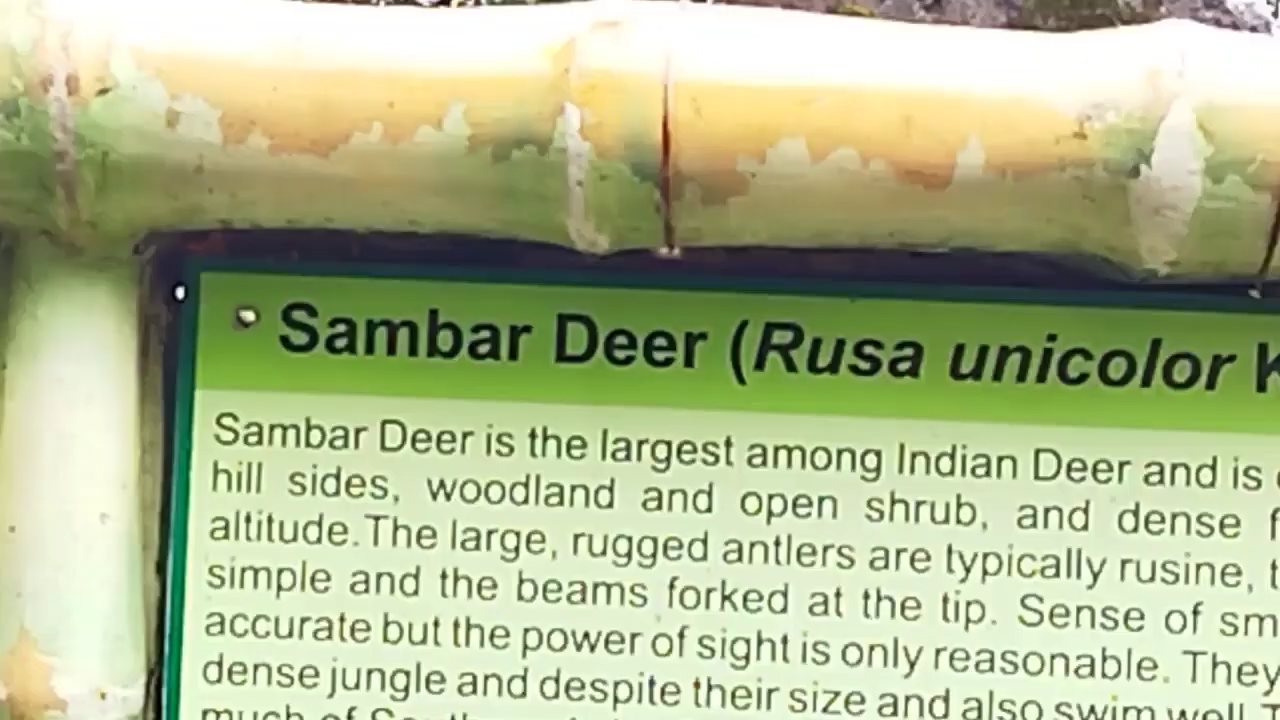 Sambar Deer (Rusa unicolor K
Sambar Deer is the largest among Indian Deer and is
hill sides, woodland and open shrub, and dense f
altitude.The large, rugged antlers are typically rusine, t
simple and the beams forked at the tip. Sense of sm
accurate but the power of sight is only reasonable. They
dense jungle and despite their size and also swim well.
much of